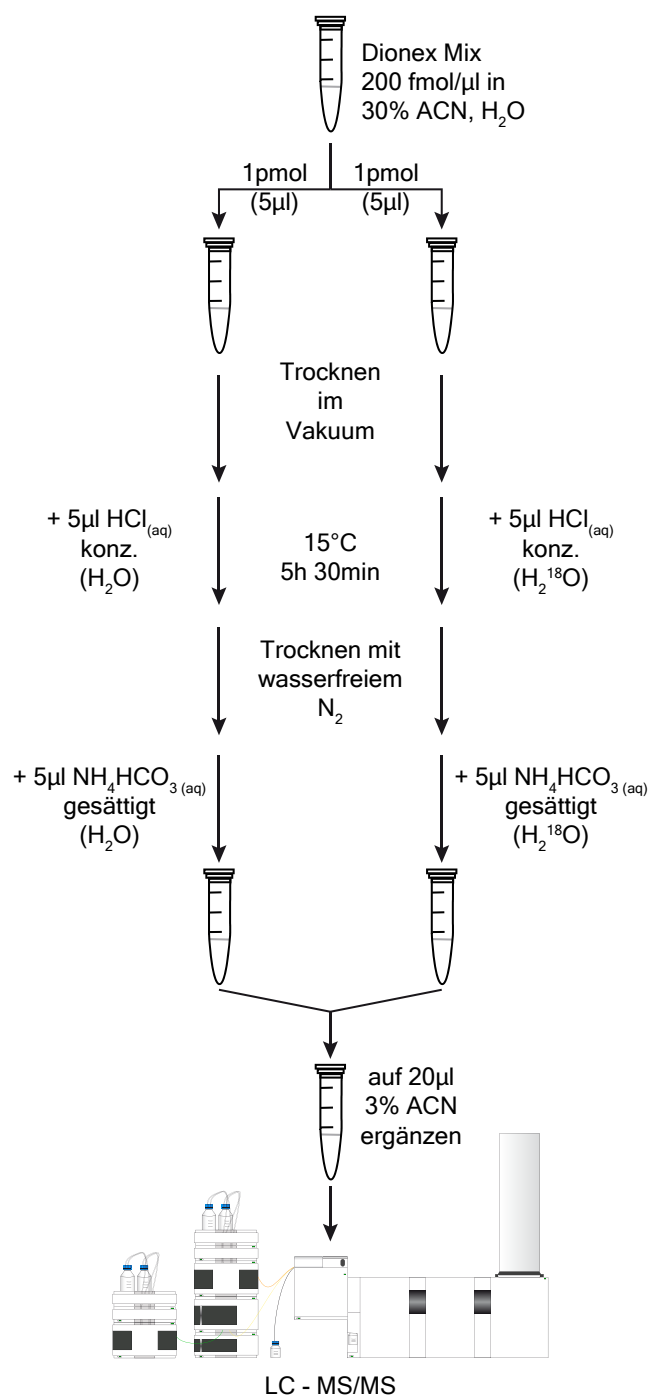 Dionex Mix
200 fmol/µl in
30% ACN, H₂O
1pmol
(5µl)
1pmol
(5µl)
Trocknen
im
Vakuum
+ 5µl HCl(aq)
konz.
(H₂O)
15°C
5h 30min
+ 5µl HCl(aq)
konz.
(H₂¹⁸O)
Trocknen mit
wasserfreiem
N₂
+ 5µl NH₄HCO₃ (aq)
gesättigt
(H₂O)
+ 5µl NH₄HCO₃ (aq)
gesättigt
(H₂¹⁸O)
auf 20µl
3% ACN
ergänzen
LC - MS/MS